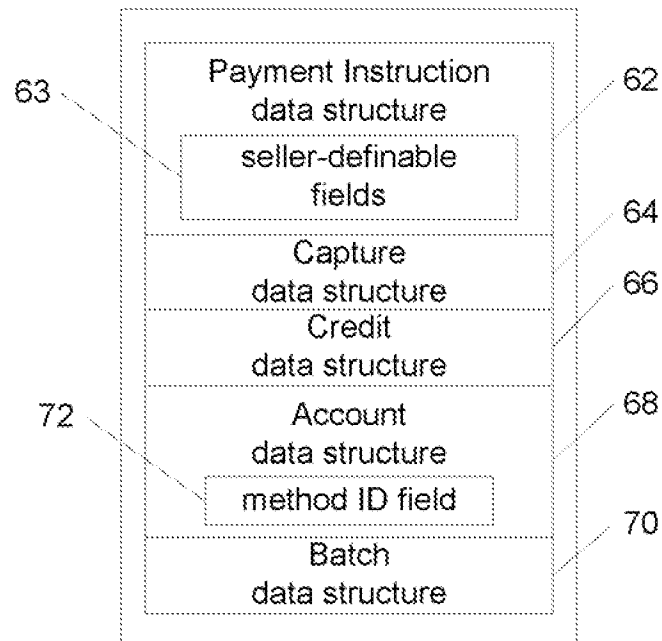 Payment Instruction
data structure
63
62
seller-definable
fields
64
Capture
data structure
66
Credit
data structure
72
Account
data structure
68
method ID field
70
Batch
data structure